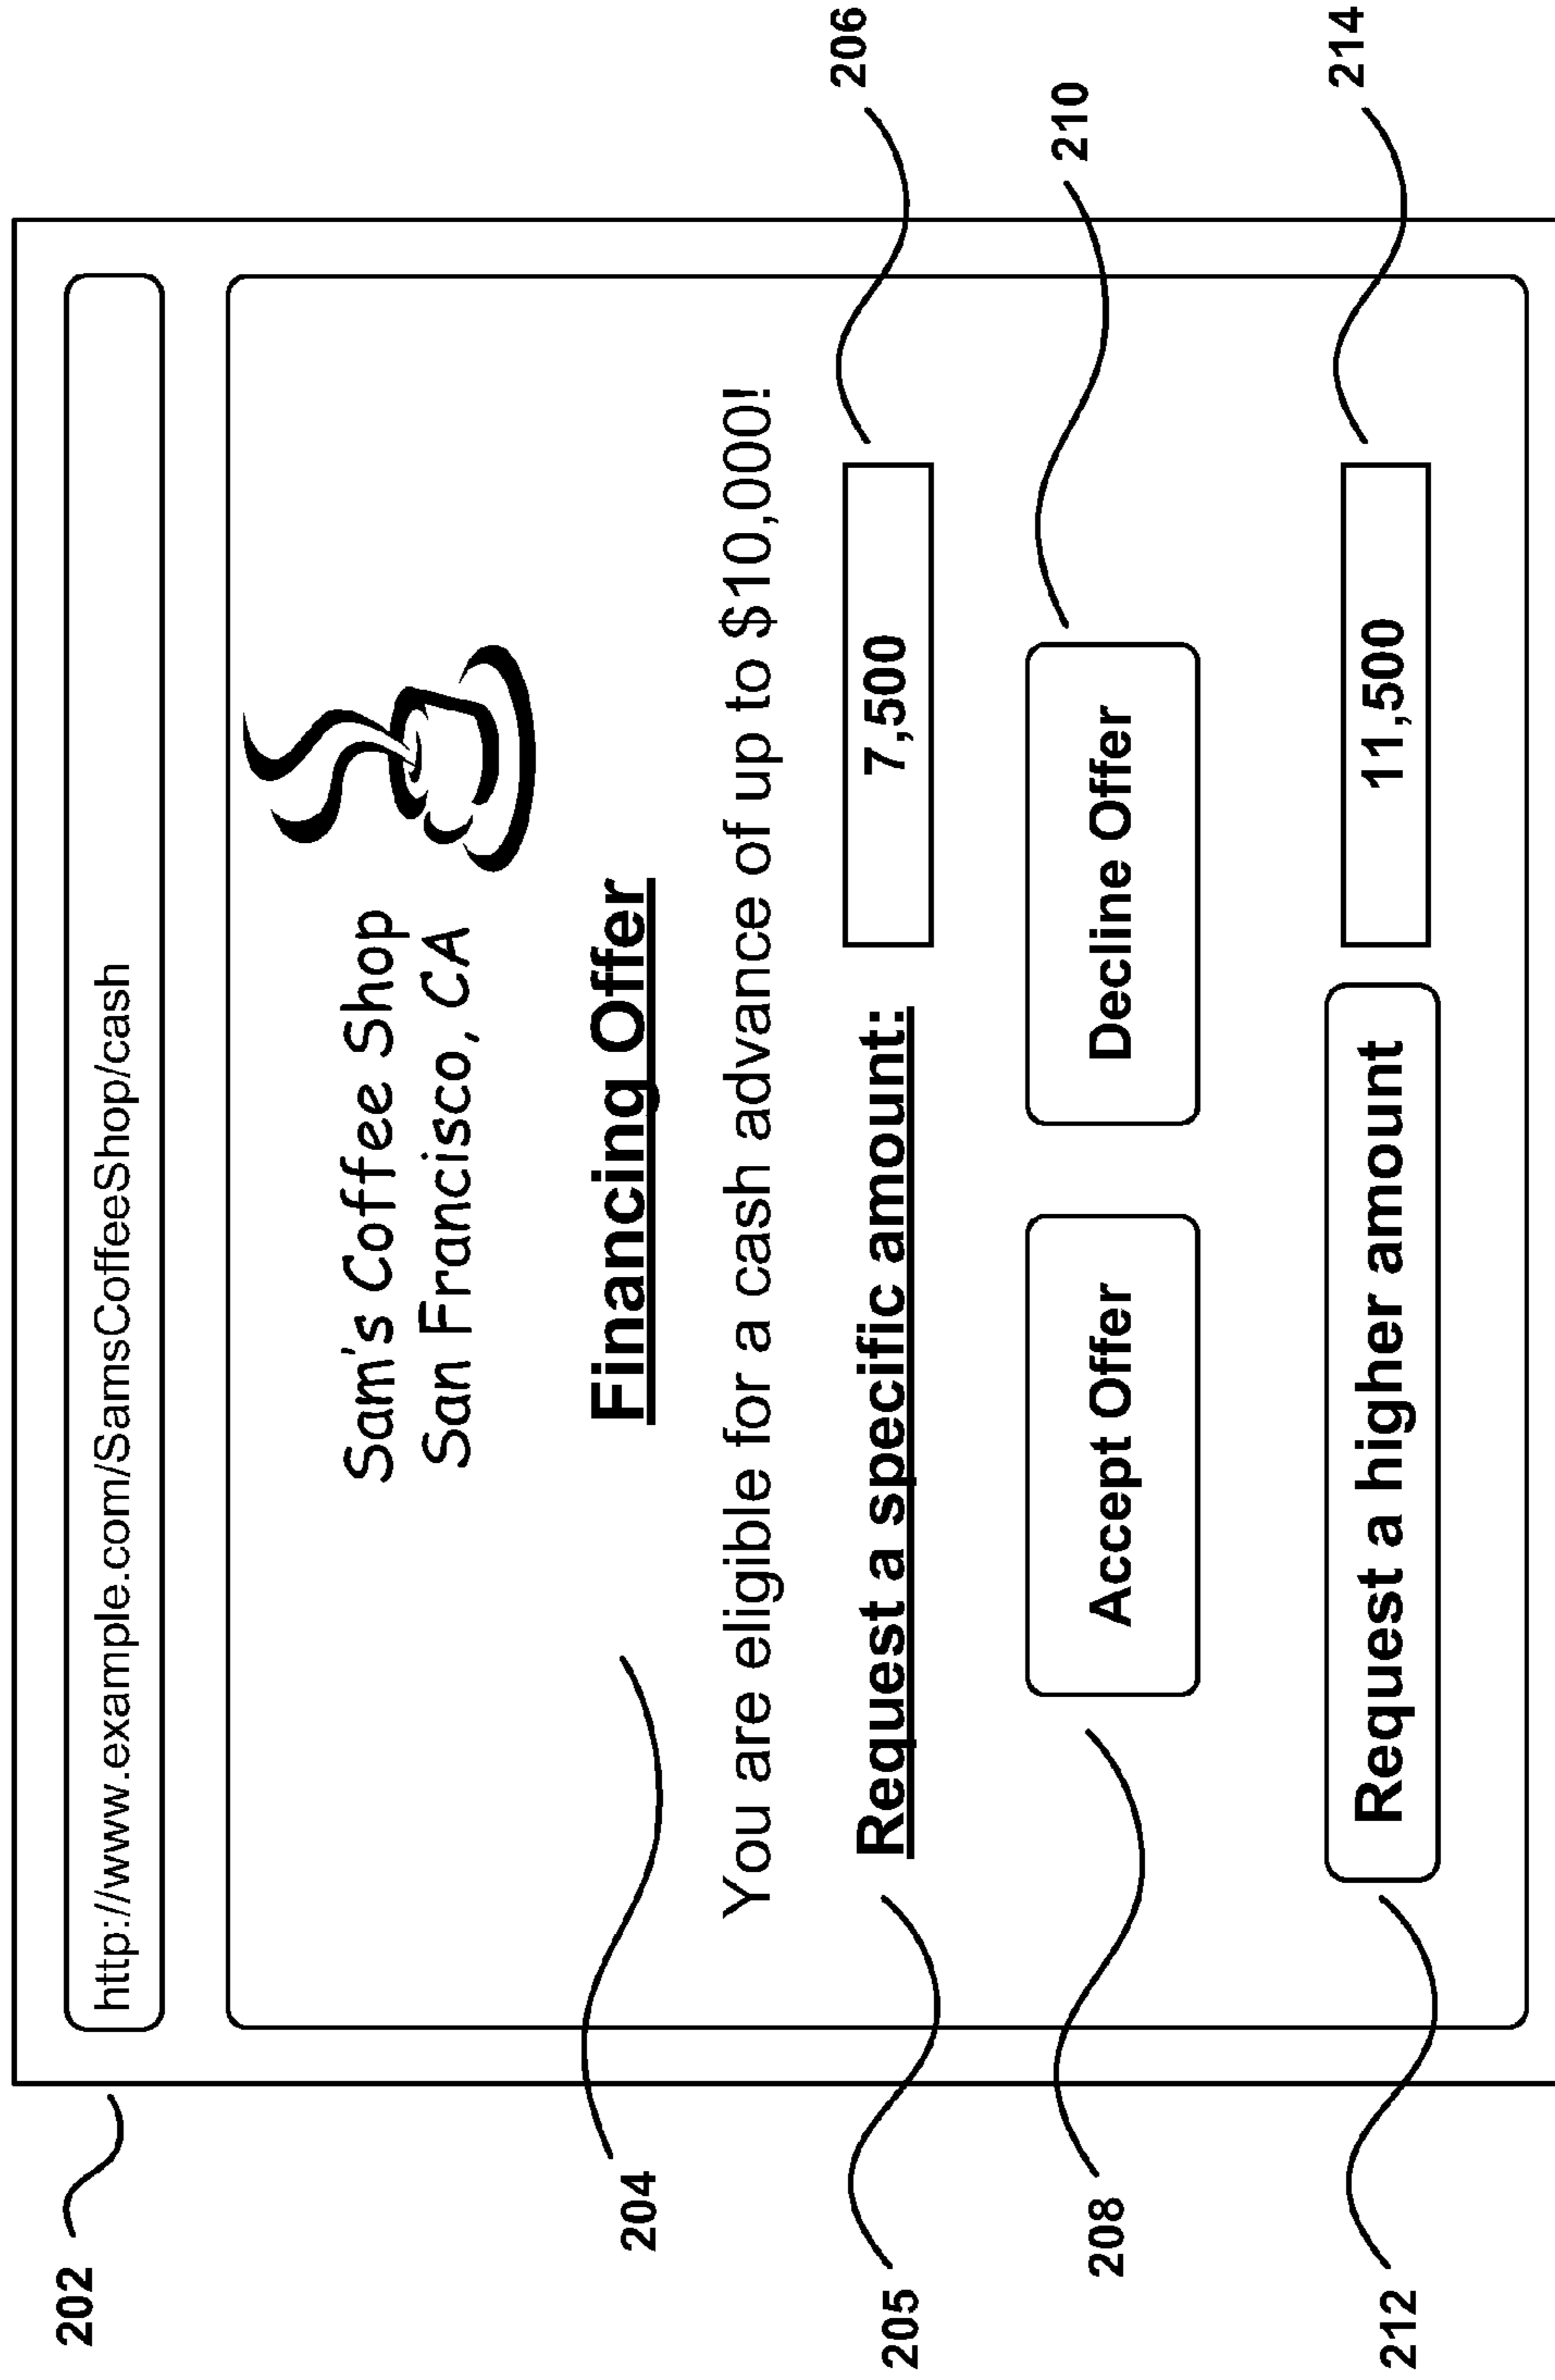 202
http://www.example.com/SamsCoffeeShop/cash
Sam's Coffee Shop
San Francisco, CA
204
Financing Offer
You are eligible for a cash advance of up to $10,000!
205
Request a specific amount:
7,500
206
208
Accept Offer
Decline Offer
210
212
Request a higher amount
11,500
214